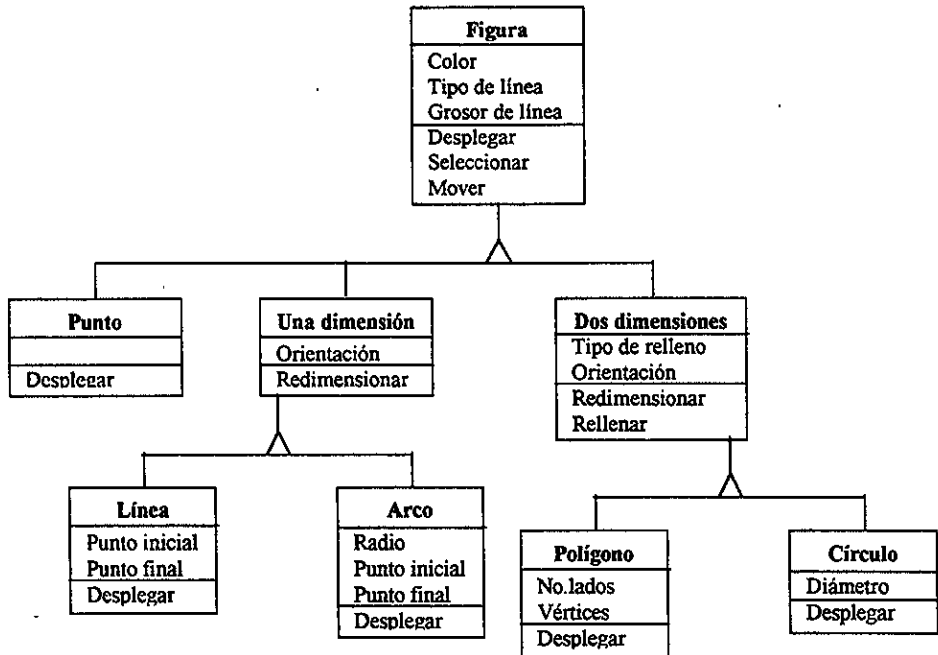 Figura
Color
Tipo de línea
Grosor de línea
Desplegar
Seleccionar
Mover
Punto
Desplegar
Una dimensión
Orientación
Redimensionar
Dos dimensiones
Tipo de relleno
Orientación
Redimensionar
Rellenar
Línea
Punto inicial
Punto final
Desplegar
Arco
Radio
Punto inicial
Punto final
Desplegar
Polígono
No.lados
Vértices
Desplegar
Círculo
Diámetro
Desplegar